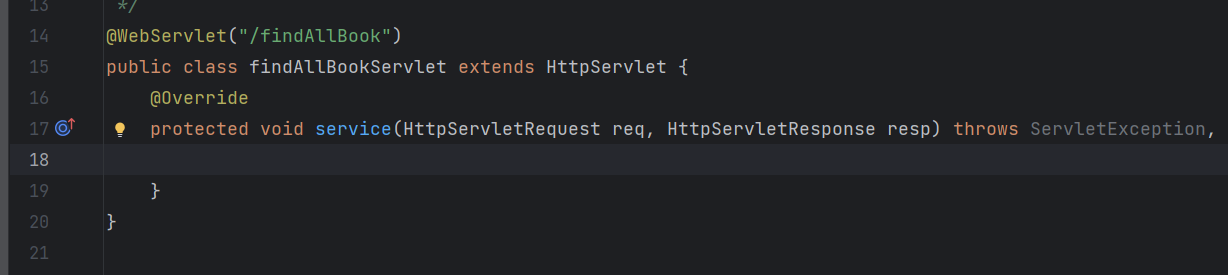 13 */
14 @WebServlet("/findAllBook")
15 public class findAllBookServlet extends HttpServlet {
16 @Override
17 protected void service(HttpServletRequest req, HttpServletResponse resp) throws ServletException,
18
19 }
20 }
21